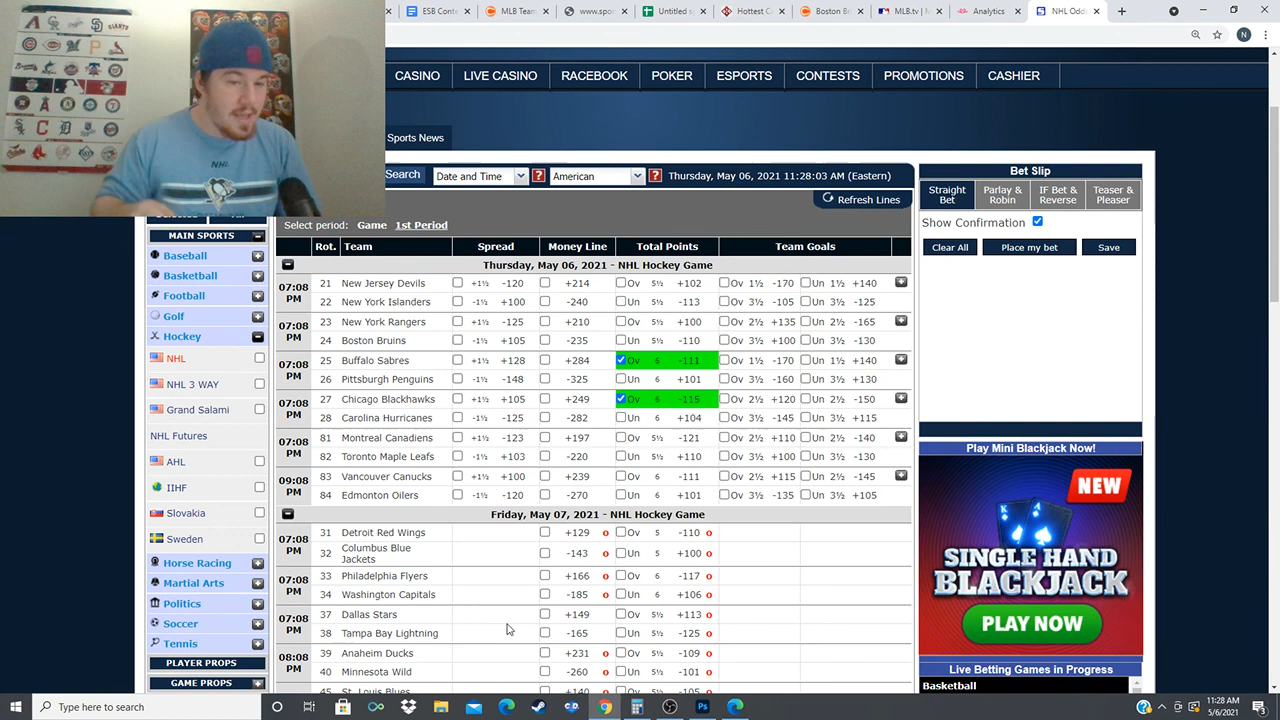 ESB Conte
MLB Team
www.spor
Untitled s
Hottest C
Boston Br
MLB.tv | M
Analytics
NHL Odds
N
CASINO LIVE CASINO RACEBOOK POKER ESPORTS CONTESTS PROMOTIONS CASHIER
Sports News
Search Date and Time ? American ? Thursday, May 06, 2021 11:28:03 AM (Eastern)
Refresh Lines
Select period: Game 1st Period
Rot. Team Spread Money Line Total Points Team Goals
Thursday, May 06, 2021 - NHL Hockey Game
07:08 PM
21 New Jersey Devils +1½ -120 +214 Ov 5½ +102 Ov 1½ -170 Un 1½ +140
22 New York Islanders -1½ +100 -240 Un 5½ -113 Ov 3½ -105 Un 3½ -125
07:08 PM
23 New York Rangers +1½ -125 +210 Ov 5½ +100 Ov 2½ +135 Un 2½ -165
24 Boston Bruins -1½ +105 -235 Un 5½ -110 Ov 3½ +100 Un 3½ -130
07:08 PM
25 Buffalo Sabres +1½ +128 +284 Ov 6 -111 Ov 1½ -170 Un 1½ +140
26 Pittsburgh Penguins -1½ -148 -325 Un 6 +101 Ov 3½ -160 Un 3½ +130
07:08 PM
27 Chicago Blackhawks +1½ +105 +249 Ov 6 -115 Ov 2½ +120 Un 2½ -150
28 Carolina Hurricanes -1½ -125 -282 Un 6 +104 Ov 3½ -145 Un 3½ +115
07:08 PM
81 Montreal Canadiens +1½ -123 +197 Ov 5½ -121 Ov 2½ +110 Un 2½ -140
82 Toronto Maple Leafs -1½ +103 -220 Un 5½ +110 Ov 3½ +100 Un 3½ -130
09:08 PM
83 Vancouver Canucks +1½ +100 +239 Ov 6 -111 Ov 2½ +115 Un 2½ -145
84 Edmonton Oilers -1½ -120 -270 Un 6 +101 Ov 3½ -135 Un 3½ +105
Friday, May 07, 2021 - NHL Hockey Game
07:08 PM
31 Detroit Red Wings +129 o Ov 5 -110 o
32 Columbus Blue Jackets -143 o Un 5 +100 o
07:08 PM
33 Philadelphia Flyers +166 o Ov 6 -117 o
34 Washington Capitals -185 o Un 6 +106 o
07:08 PM
37 Dallas Stars +149 Ov 5½ +113 o
38 Tampa Bay Lightning -165 Un 5½ -125 o
08:08 PM
39 Anaheim Ducks +231 o Ov 5½ -109 o
40 Minnesota Wild -260 o Un 5½ -101 o
45 St. Louis Blues +140 o Ov 5½ -105 o
MAIN SPORTS
Baseball
Basketball
Football
Golf
Hockey
NHL
NHL 3 WAY
Grand Salami
NHL Futures
AHL
IIHF
Slovakia
Sweden
Horse Racing
Martial Arts
Politics
Soccer
Tennis
PLAYER PROPS
GAME PROPS
Bet Slip
Straight Bet
Parlay & Robin
IF Bet & Reverse
Teaser & Pleaser
Show Confirmation
Clear All Place my bet Save
Play Mini Blackjack Now!
NEW
K
A
SINGLE HAND
BLACKJACK
PLAY NOW
Live Betting Games in Progress
Basketball
NHL
GIANTS
Type here to search
11:28 AM
5/6/2021